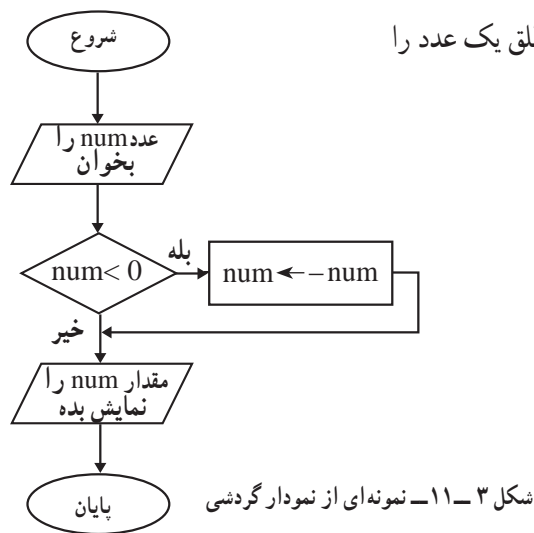 لق یک عدد را
شروع
عدد num را
بخوان
num< 0
بله
num ← −num
خیر
مقدار num را
نمایش بده
پایان
شکل ۳ ــ ۱۱ــ نمونه‌ای از نمودار گردشی